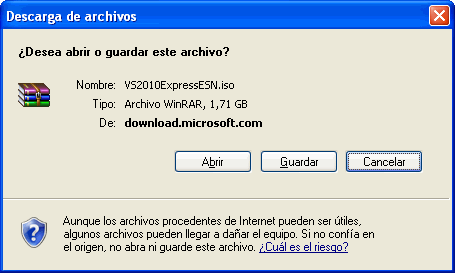 Descarga de archivos
¿Desea abrir o guardar este archivo?
Nombre: VS2010ExpressESN.iso
Tipo: Archivo WinRAR, 1,71 GB
De: download.microsoft.com
Abrir Guardar Cancelar
Aunque los archivos procedentes de Internet pueden ser útiles,
algunos archivos pueden llegar a dañar el equipo. Si no confía en
el origen, no abra ni guarde este archivo. ¿Cuál es el riesgo?